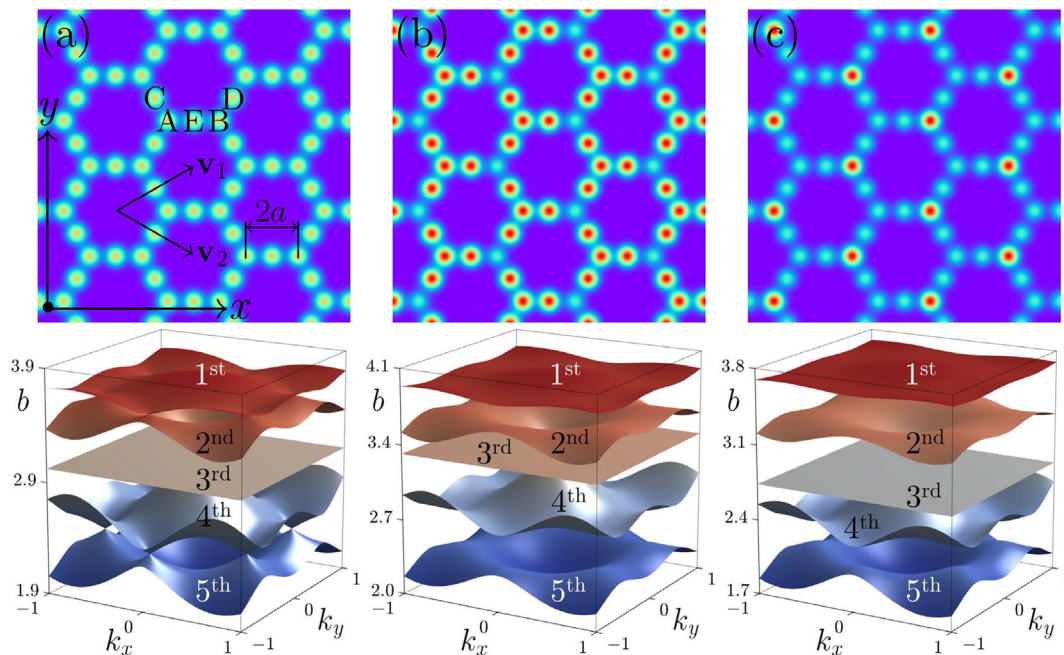 (a) (b) (c)
C D
A E B
y
v₁
2a
v₂
x
3.9 4.1 3.8
1st 1st 1st
b b b
2nd 2nd 2nd
3.4 3.1
3rd 3rd 3rd
2.9
4th 4th 4th
2.7 2.4
5th 5th 5th
1.9 2.0 1.7
−1 0 1 −1 0 1 −1 0 1
kx kx kx
−1 0 1 −1 0 1 −1 0 1
ky ky ky